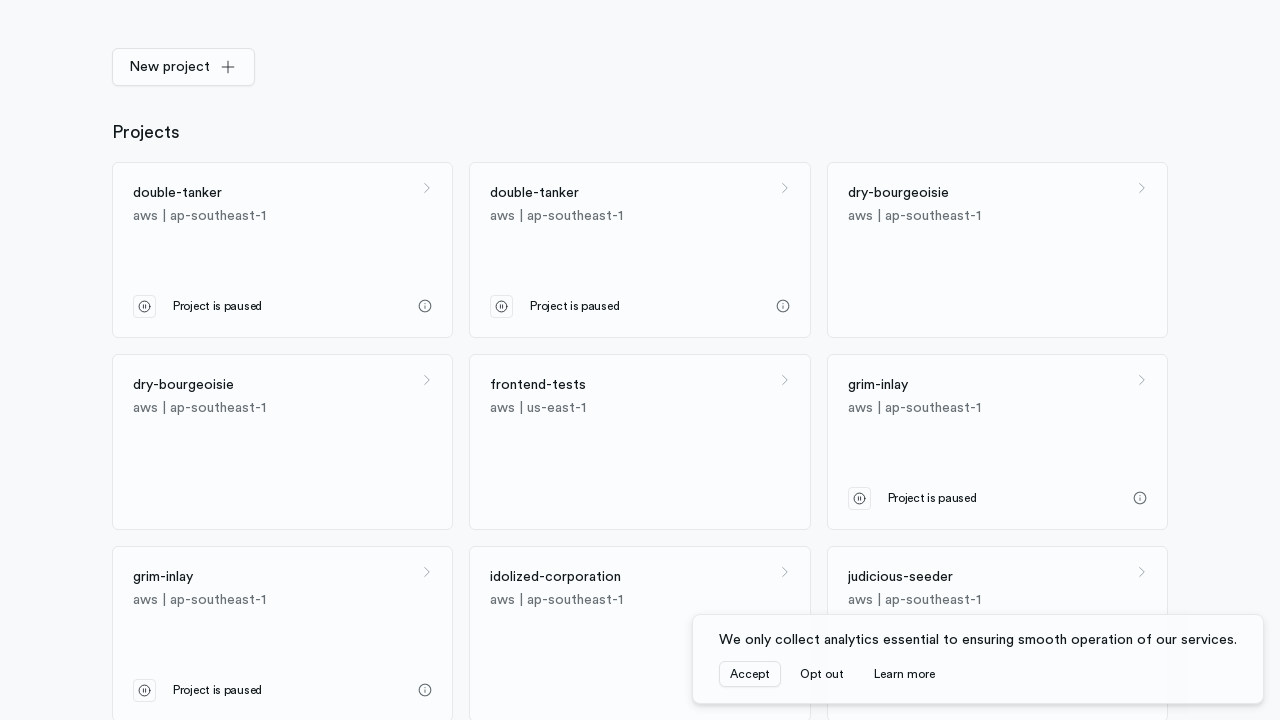 New project
Projects
double-tanker
aws | ap-southeast-1
Project is paused
double-tanker
aws | ap-southeast-1
Project is paused
dry-bourgeoisie
aws | ap-southeast-1
dry-bourgeoisie
aws | ap-southeast-1
frontend-tests
aws | us-east-1
grim-inlay
aws | ap-southeast-1
Project is paused
grim-inlay
aws | ap-southeast-1
Project is paused
idolized-corporation
aws | ap-southeast-1
judicious-seeder
aws | ap-southeast-1
We only collect analytics essential to ensuring smooth operation of our services.
Accept
Opt out
Learn more